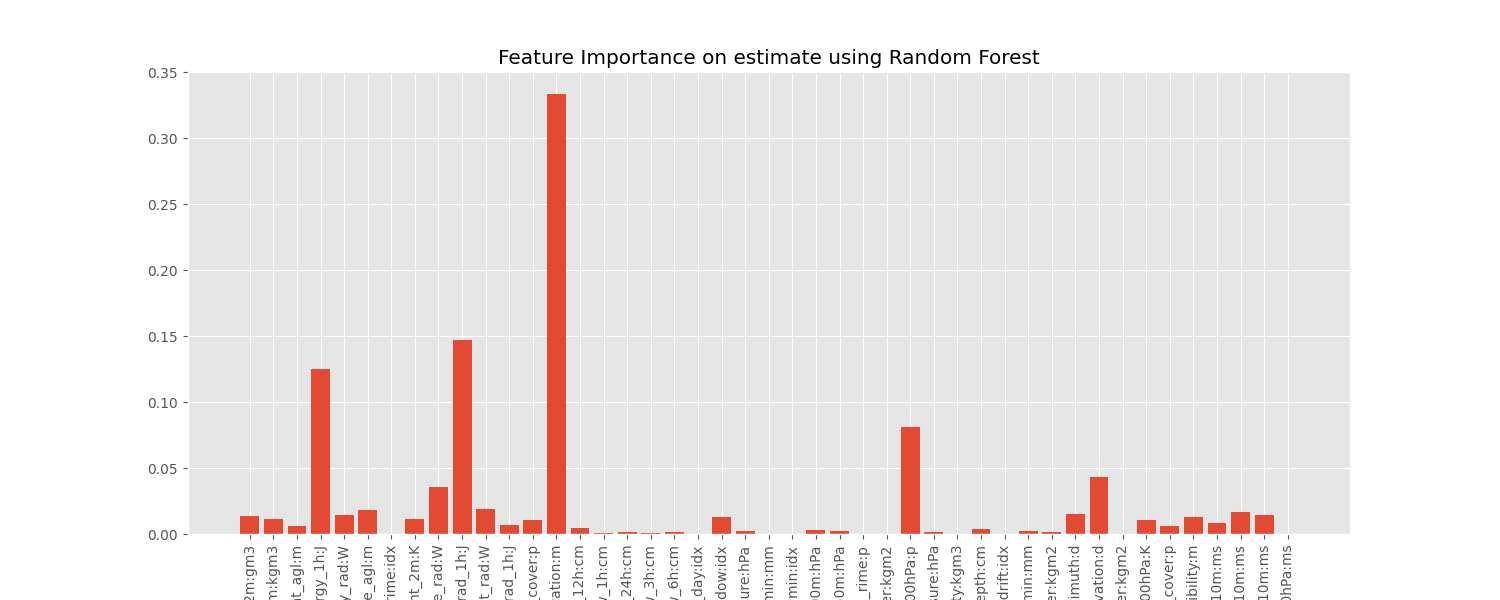 Feature Importance on estimate using Random Forest
0.35
0.30
0.25
0.20
0.15
0.10
0.05
0.00
2m:gm3
m:kgm3
t_agl:m
rgy_1h:J
y_rad:W
e_agl:m
rime:idx
nt_2m:K
e_rad:W
rad_1h:J
t_rad:W
rad_1h:J
cover:p
ation:m
_12h:cm
_1h:cm
_24h:cm
_3h:cm
_6h:cm
_day:idx
dow:idx
ure:hPa
min:mm
min:idx
0m:hPa
0m:hPa
_rime:p
er:kgm2
00hPa:p
sure:hPa
ty:kgm3
epth:cm
drift:idx
min:mm
er:kgm2
imuth:d
vation:d
er:kgm2
00hPa:K
_cover:p
ibility:m
10m:ms
10m:ms
10m:ms
0hPa:ms